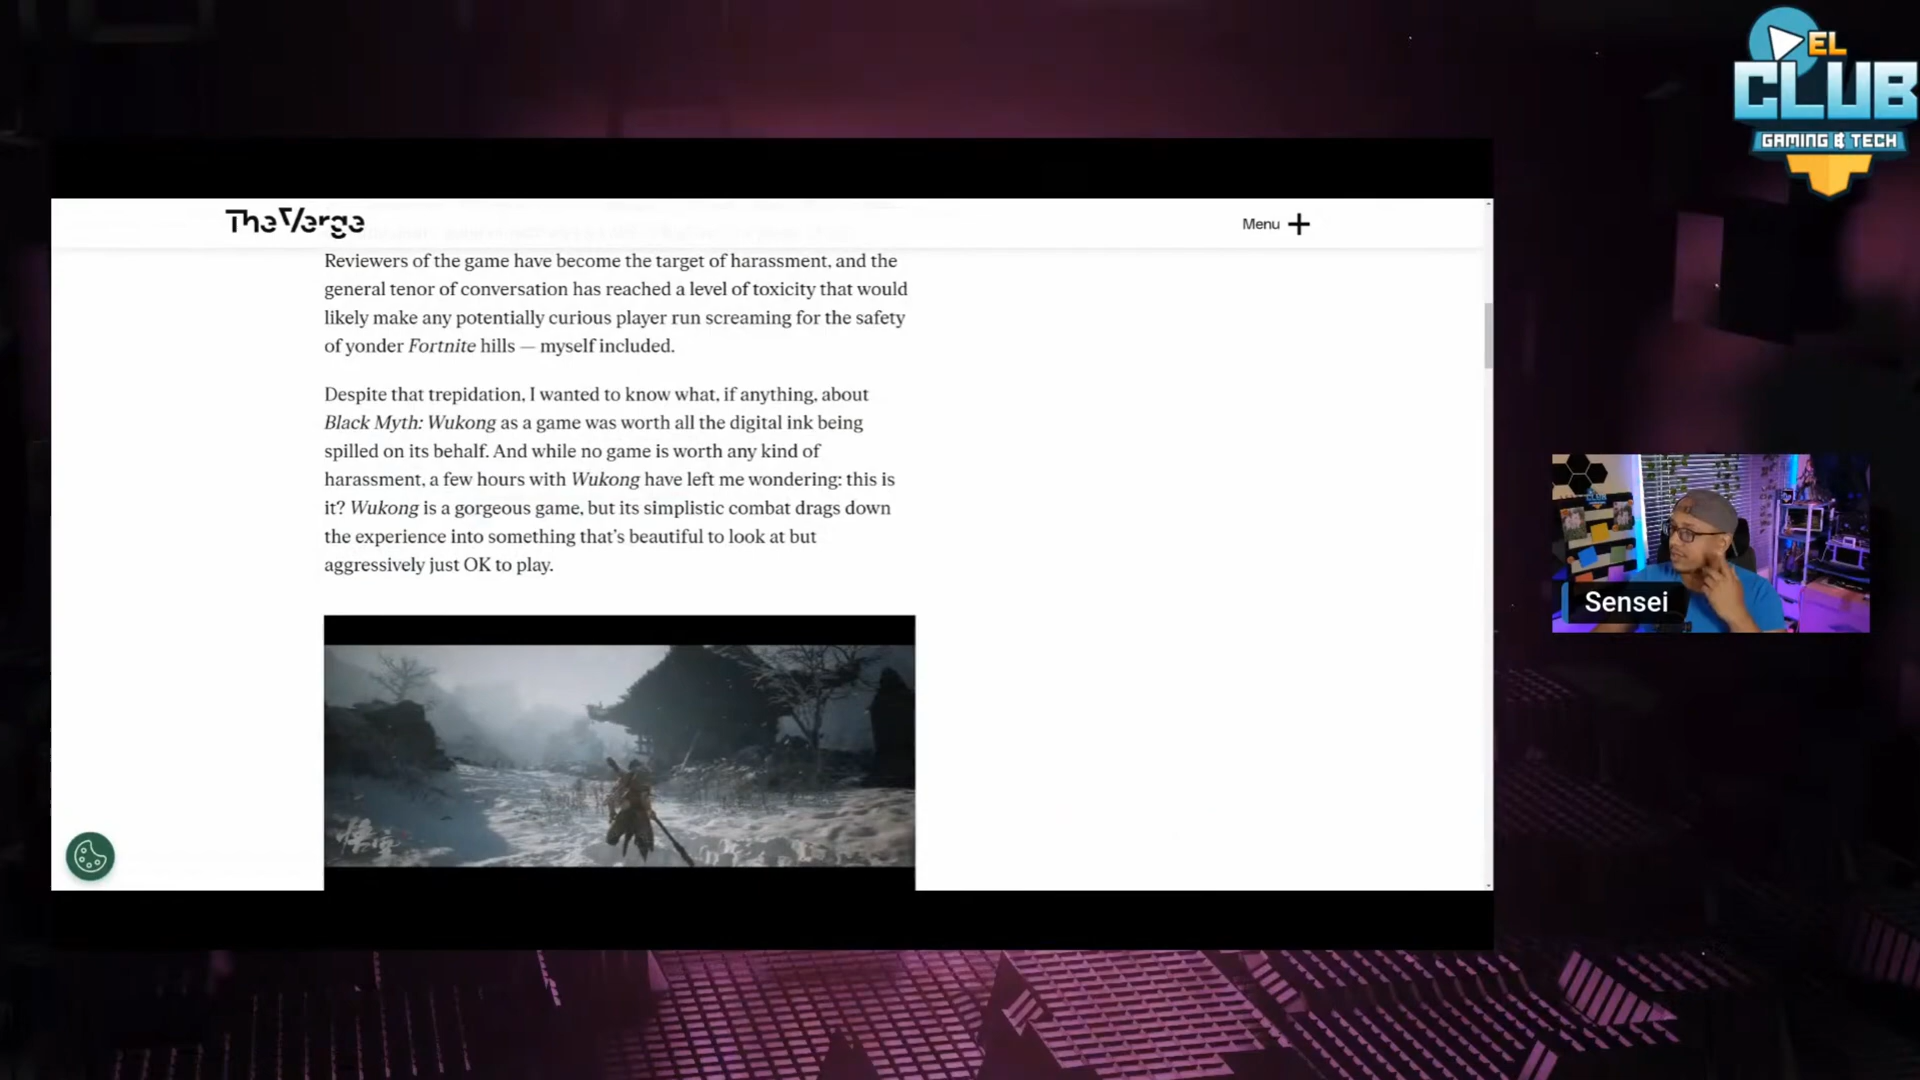 EL
CLUB
GAMING & TECH
The Verge
Menu
Reviewers of the game have become the target of harassment, and the
general tenor of conversation has reached a level of toxicity that would
likely make any potentially curious player run screaming for the safety
of yonder Fortnite hills — myself included.
Despite that trepidation, I wanted to know what, if anything, about
Black Myth: Wukong as a game was worth all the digital ink being
spilled on its behalf. And while no game is worth any kind of
harassment, a few hours with Wukong have left me wondering: this is
it? Wukong is a gorgeous game, but its simplistic combat drags down
the experience into something that's beautiful to look at but
aggressively just OK to play.
Sensei
悟空